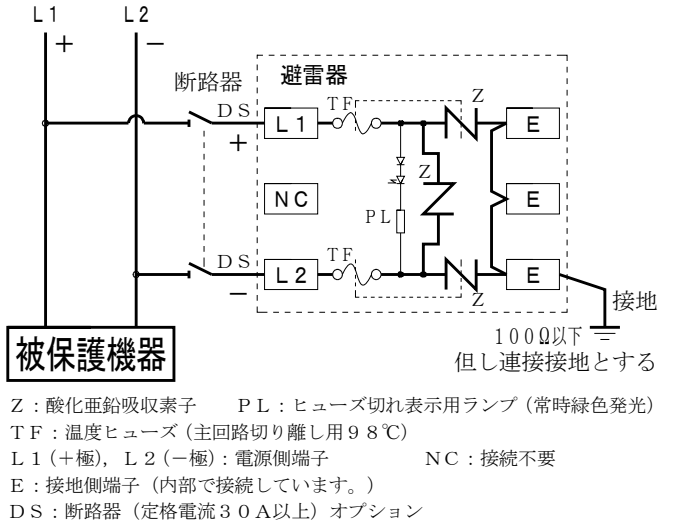 L1
L2
＋
－
断路器
避雷器
DS
L1
TF
Z
E
＋
NC
Z
E
PL
DS
L2
TF
Z
E
－
接地
100Ω以下
但し連接接地とする
被保護機器
Z：酸化亜鉛吸収素子　PL：ヒューズ切れ表示用ランプ（常時緑色発光）
TF：温度ヒューズ（主回路切り離し用98℃）
L1（＋極），L2（－極）：電源側端子　NC：接続不要
E：接地側端子（内部で接続しています。）
DS：断路器（定格電流30A以上）オプション